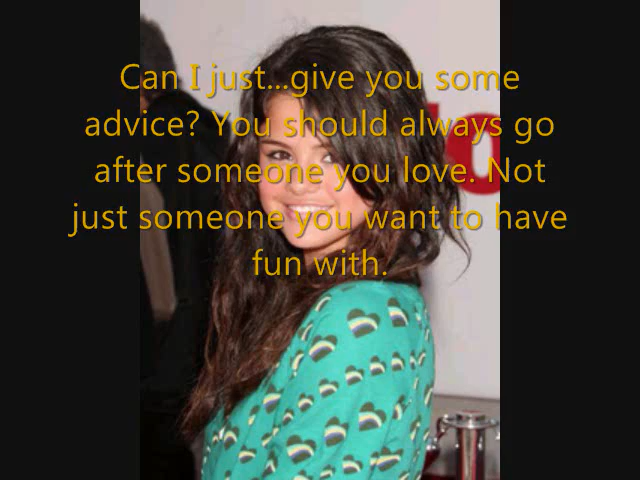 Can I just...give you some
advice? You should always go
after someone you love. Not
just someone you want to have
fun with.